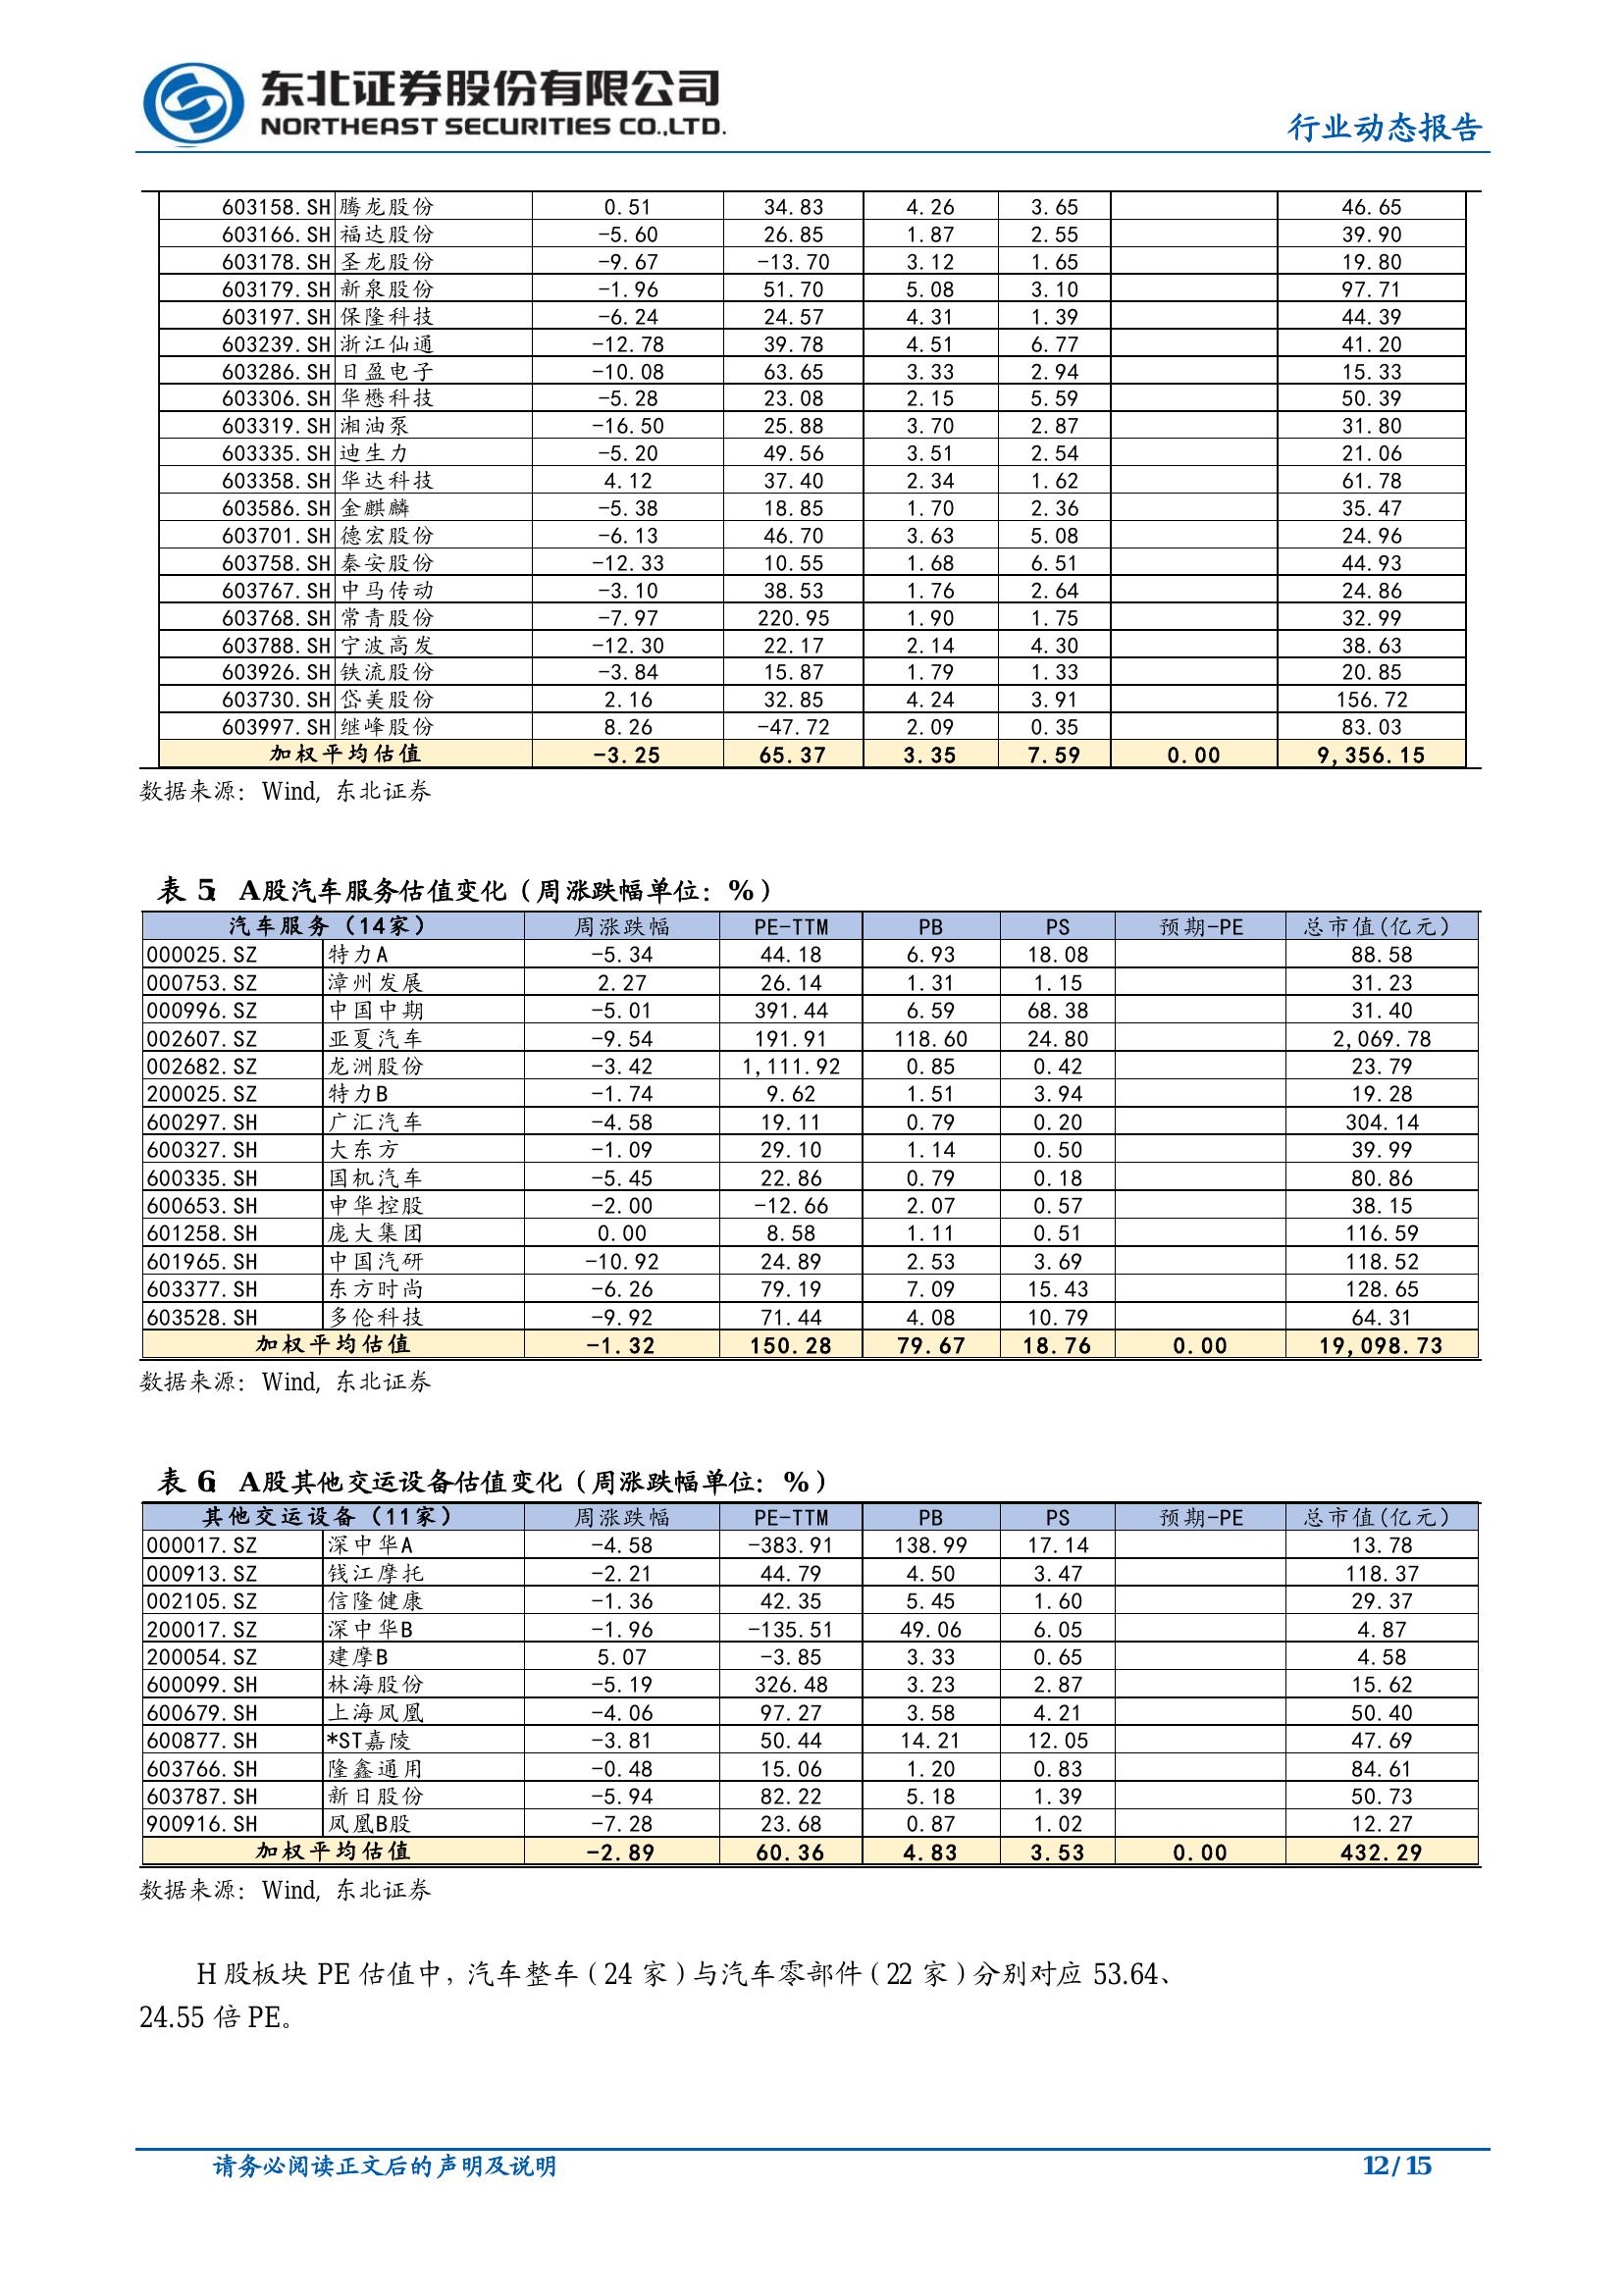 东北证券股份有限公司
NORTHEAST SECURITIES CO.,LTD.
行业动态报告
603158.SH 腾龙股份 0.51 34.83 4.26 3.65 46.65
603166.SH 福达股份 -5.60 26.85 1.87 2.55 39.90
603178.SH 圣龙股份 -9.67 -13.70 3.12 1.65 19.80
603179.SH 新泉股份 -1.96 51.70 5.08 3.10 97.71
603197.SH 保隆科技 -6.24 24.57 4.31 1.39 44.39
603239.SH 浙江仙通 -12.78 39.78 4.51 6.77 41.20
603286.SH 日盈电子 -10.08 63.65 3.33 2.94 15.33
603306.SH 华懋科技 -5.28 23.08 2.15 5.59 50.39
603319.SH 湘油泵 -16.50 25.88 3.70 2.87 31.80
603335.SH 迪生力 -5.20 49.56 3.51 2.54 21.06
603358.SH 华达科技 4.12 37.40 2.34 1.62 61.78
603586.SH 金麒麟 -5.38 18.85 1.70 2.36 35.47
603701.SH 德宏股份 -6.13 46.70 3.63 5.08 24.96
603758.SH 秦安股份 -12.33 10.55 1.68 6.51 44.93
603767.SH 中马传动 -3.10 38.53 1.76 2.64 24.86
603768.SH 常青股份 -7.97 220.95 1.90 1.75 32.99
603788.SH 宁波高发 -12.30 22.17 2.14 4.30 38.63
603926.SH 铁流股份 -3.84 15.87 1.79 1.33 20.85
603730.SH 岱美股份 2.16 32.85 4.24 3.91 156.72
603997.SH 继峰股份 8.26 -47.72 2.09 0.35 83.03
加权平均估值 -3.25 65.37 3.35 7.59 0.00 9,356.15
数据来源：Wind, 东北证券
表 5: A股汽车服务估值变化（周涨跌幅单位：%）
汽车服务（14家） 周涨跌幅 PE-TTM PB PS 预期-PE 总市值(亿元)
000025.SZ 特力A -5.34 44.18 6.93 18.08 88.58
000753.SZ 漳州发展 2.27 26.14 1.31 1.15 31.23
000996.SZ 中国中期 -5.01 391.44 6.59 68.38 31.40
002607.SZ 亚夏汽车 -9.54 191.91 118.60 24.80 2,069.78
002682.SZ 龙洲股份 -3.42 1,111.92 0.85 0.42 23.79
200025.SZ 特力B -1.74 9.62 1.51 3.94 19.28
600297.SH 广汇汽车 -4.58 19.11 0.79 0.20 304.14
600327.SH 大东方 -1.09 29.10 1.14 0.50 39.99
600335.SH 国机汽车 -5.45 22.86 0.79 0.18 80.86
600653.SH 申华控股 -2.00 -12.66 2.07 0.57 38.15
601258.SH 庞大集团 0.00 8.58 1.11 0.51 116.59
601965.SH 中国汽研 -10.92 24.89 2.53 3.69 118.52
603377.SH 东方时尚 -6.26 79.19 7.09 15.43 128.65
603528.SH 多伦科技 -9.92 71.44 4.08 10.79 64.31
加权平均估值 -1.32 150.28 79.67 18.76 0.00 19,098.73
数据来源：Wind, 东北证券
表 6: A股其他交运设备估值变化（周涨跌幅单位：%）
其他交运设备（11家） 周涨跌幅 PE-TTM PB PS 预期-PE 总市值(亿元)
000017.SZ 深中华A -4.58 -383.91 138.99 17.14 13.78
000913.SZ 钱江摩托 -2.21 44.79 4.50 3.47 118.37
002105.SZ 信隆健康 -1.36 42.35 5.45 1.60 29.37
200017.SZ 深中华B -1.96 -135.51 49.06 6.05 4.87
200054.SZ 建摩B 5.07 -3.85 3.33 0.65 4.58
600099.SH 林海股份 -5.19 326.48 3.23 2.87 15.62
600679.SH 上海凤凰 -4.06 97.27 3.58 4.21 50.40
600877.SH *ST嘉陵 -3.81 50.44 14.21 12.05 47.69
603766.SH 隆鑫通用 -0.48 15.06 1.20 0.83 84.61
603787.SH 新日股份 -5.94 82.22 5.18 1.39 50.73
900916.SH 凤凰B股 -7.28 23.68 0.87 1.02 12.27
加权平均估值 -2.89 60.36 4.83 3.53 0.00 432.29
数据来源：Wind, 东北证券
H 股板块 PE 估值中，汽车整车（24 家）与汽车零部件（22 家）分别对应 53.64、
24.55 倍 PE。
请务必阅读正文后的声明及说明 12 / 15